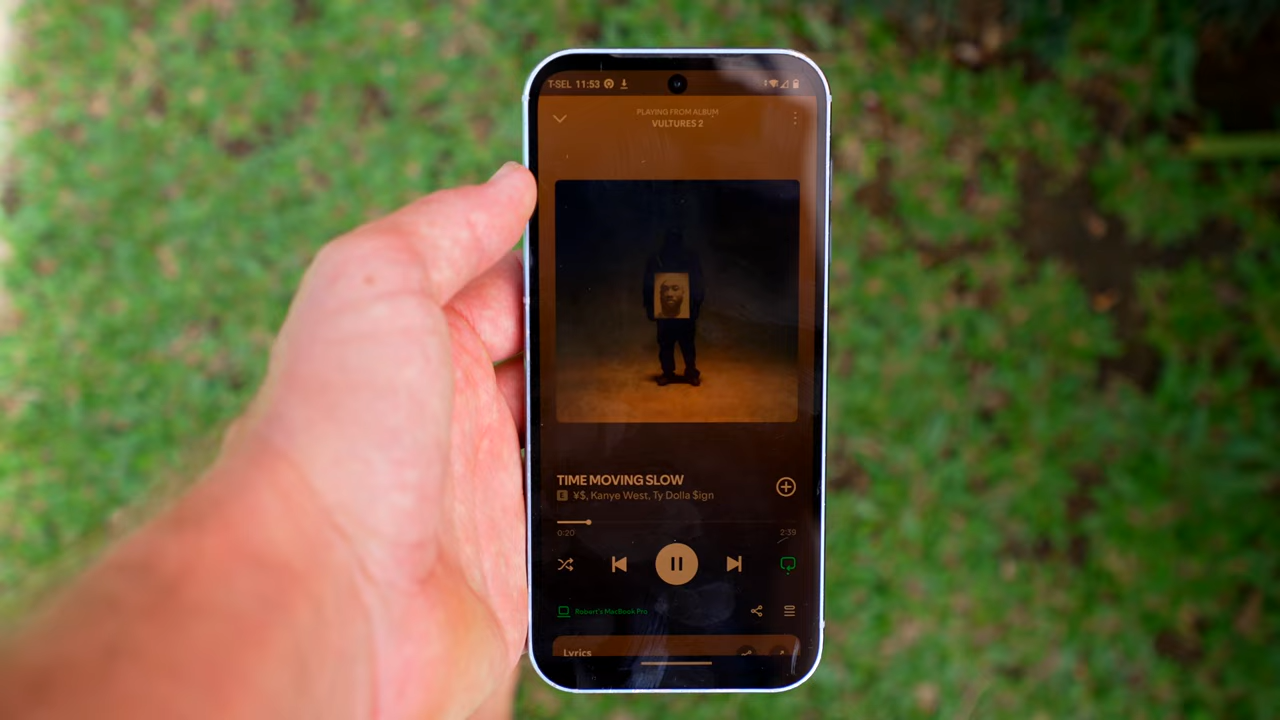 T-SEL 11:53
PLAYING FROM ALBUM
VULTURES 2
TIME MOVING SLOW
E ¥$, Kanye West, Ty Dolla $ign
0:20 2:39
Robert's MacBook Pro
Lyrics